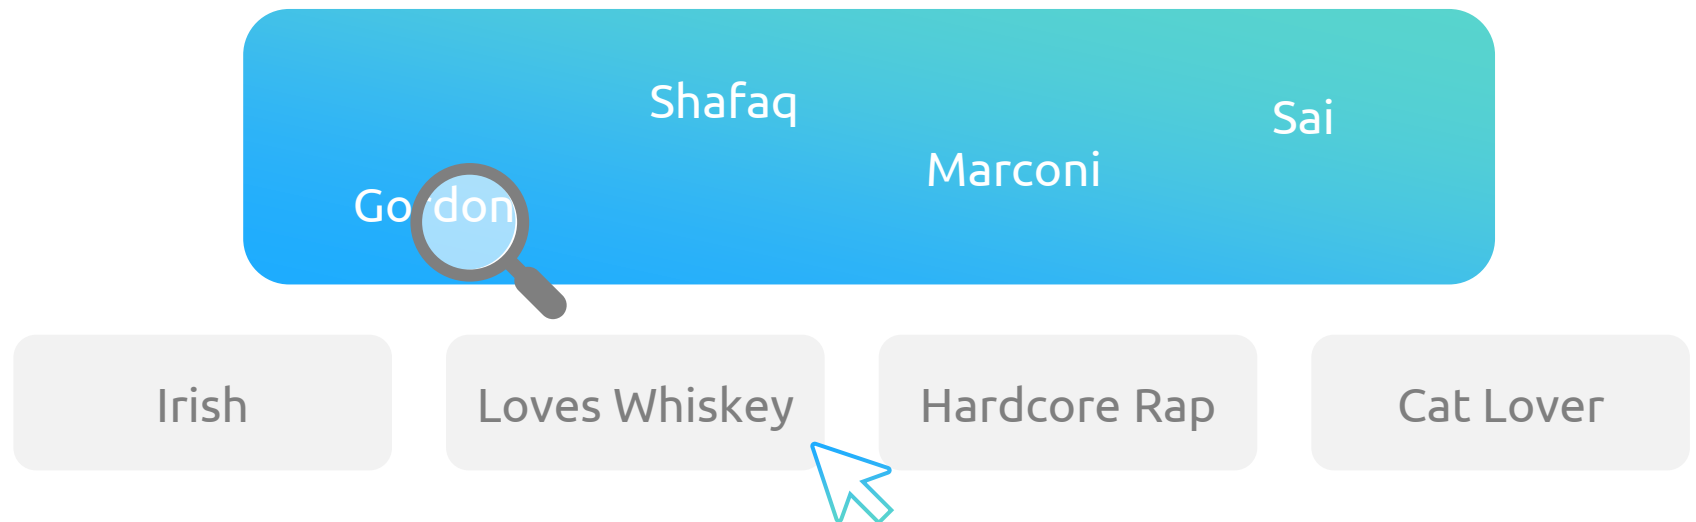 Shafaq
Sai
Marconi
Gordon
Irish
Loves Whiskey
Hardcore Rap
Cat Lover